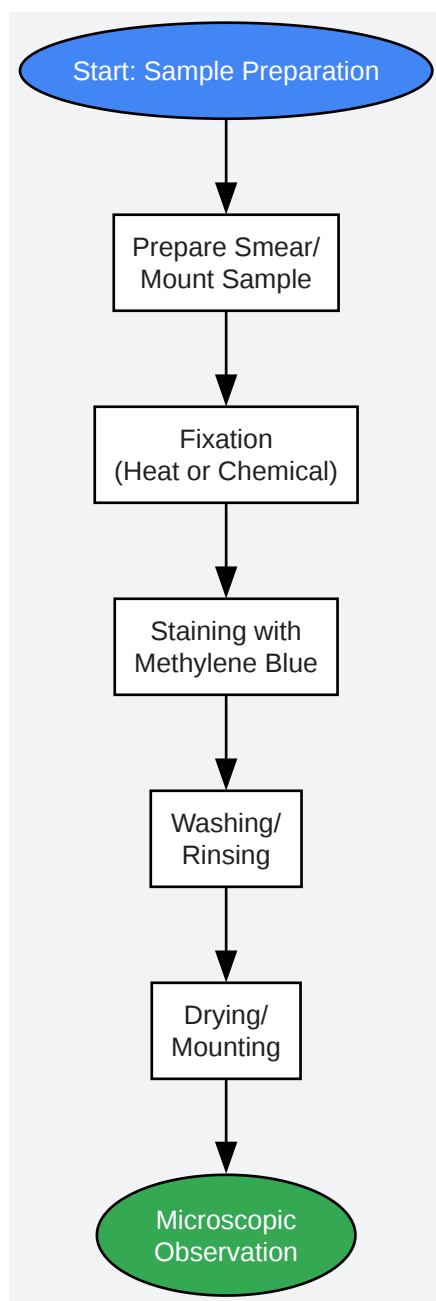 Start: Sample Preparation
Prepare Smear/
Mount Sample
Fixation
(Heat or Chemical)
Staining with
Methylene Blue
Washing/
Rinsing
Drying/
Mounting
Microscopic
Observation